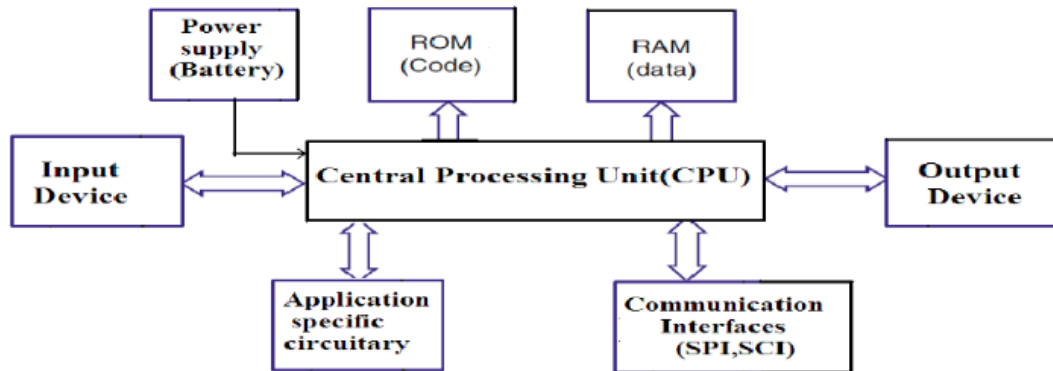 Power
supply
(Battery)
ROM
(Code)
RAM
(data)
Input
Device
Central Processing Unit(CPU)
Output
Device
Application
specific
circuitary
Communication
Interfaces
(SPI,SCI)